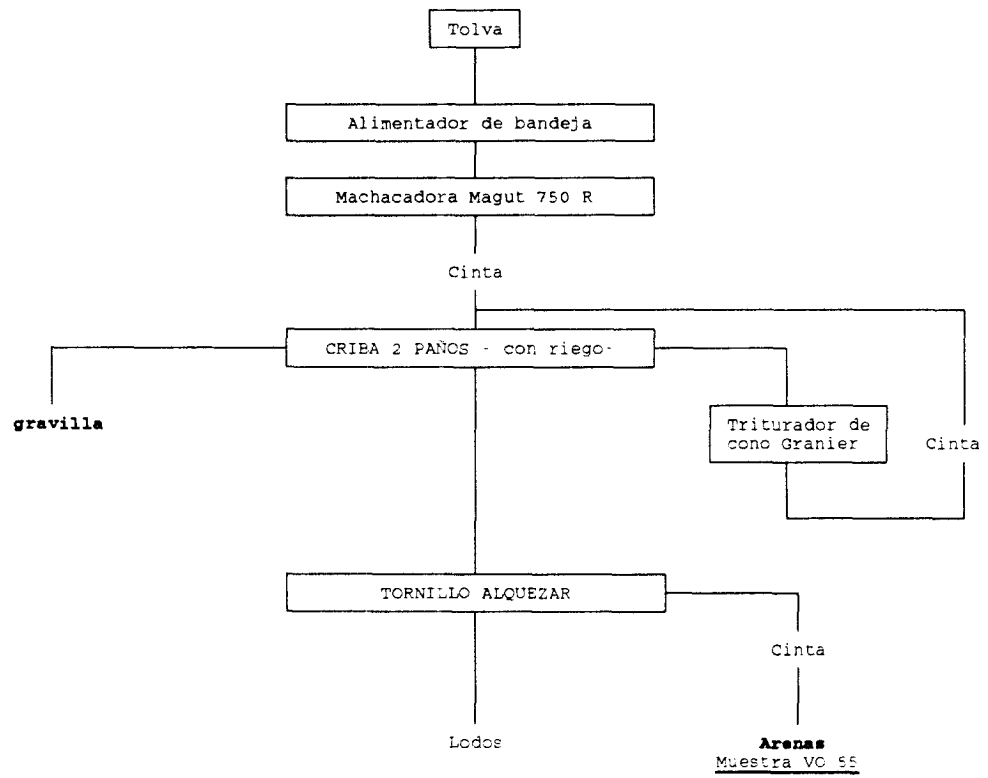 Tolva
Alimentador de bandeja
Machacadora Magut 750 R
Cinta
CRIBA 2 PAÑOS - con riego-
gravilla
Triturador de
cono Granier
Cinta
TORNILLO ALQUEZAR
Cinta
Lodos
Arenas
Muestra VO 55